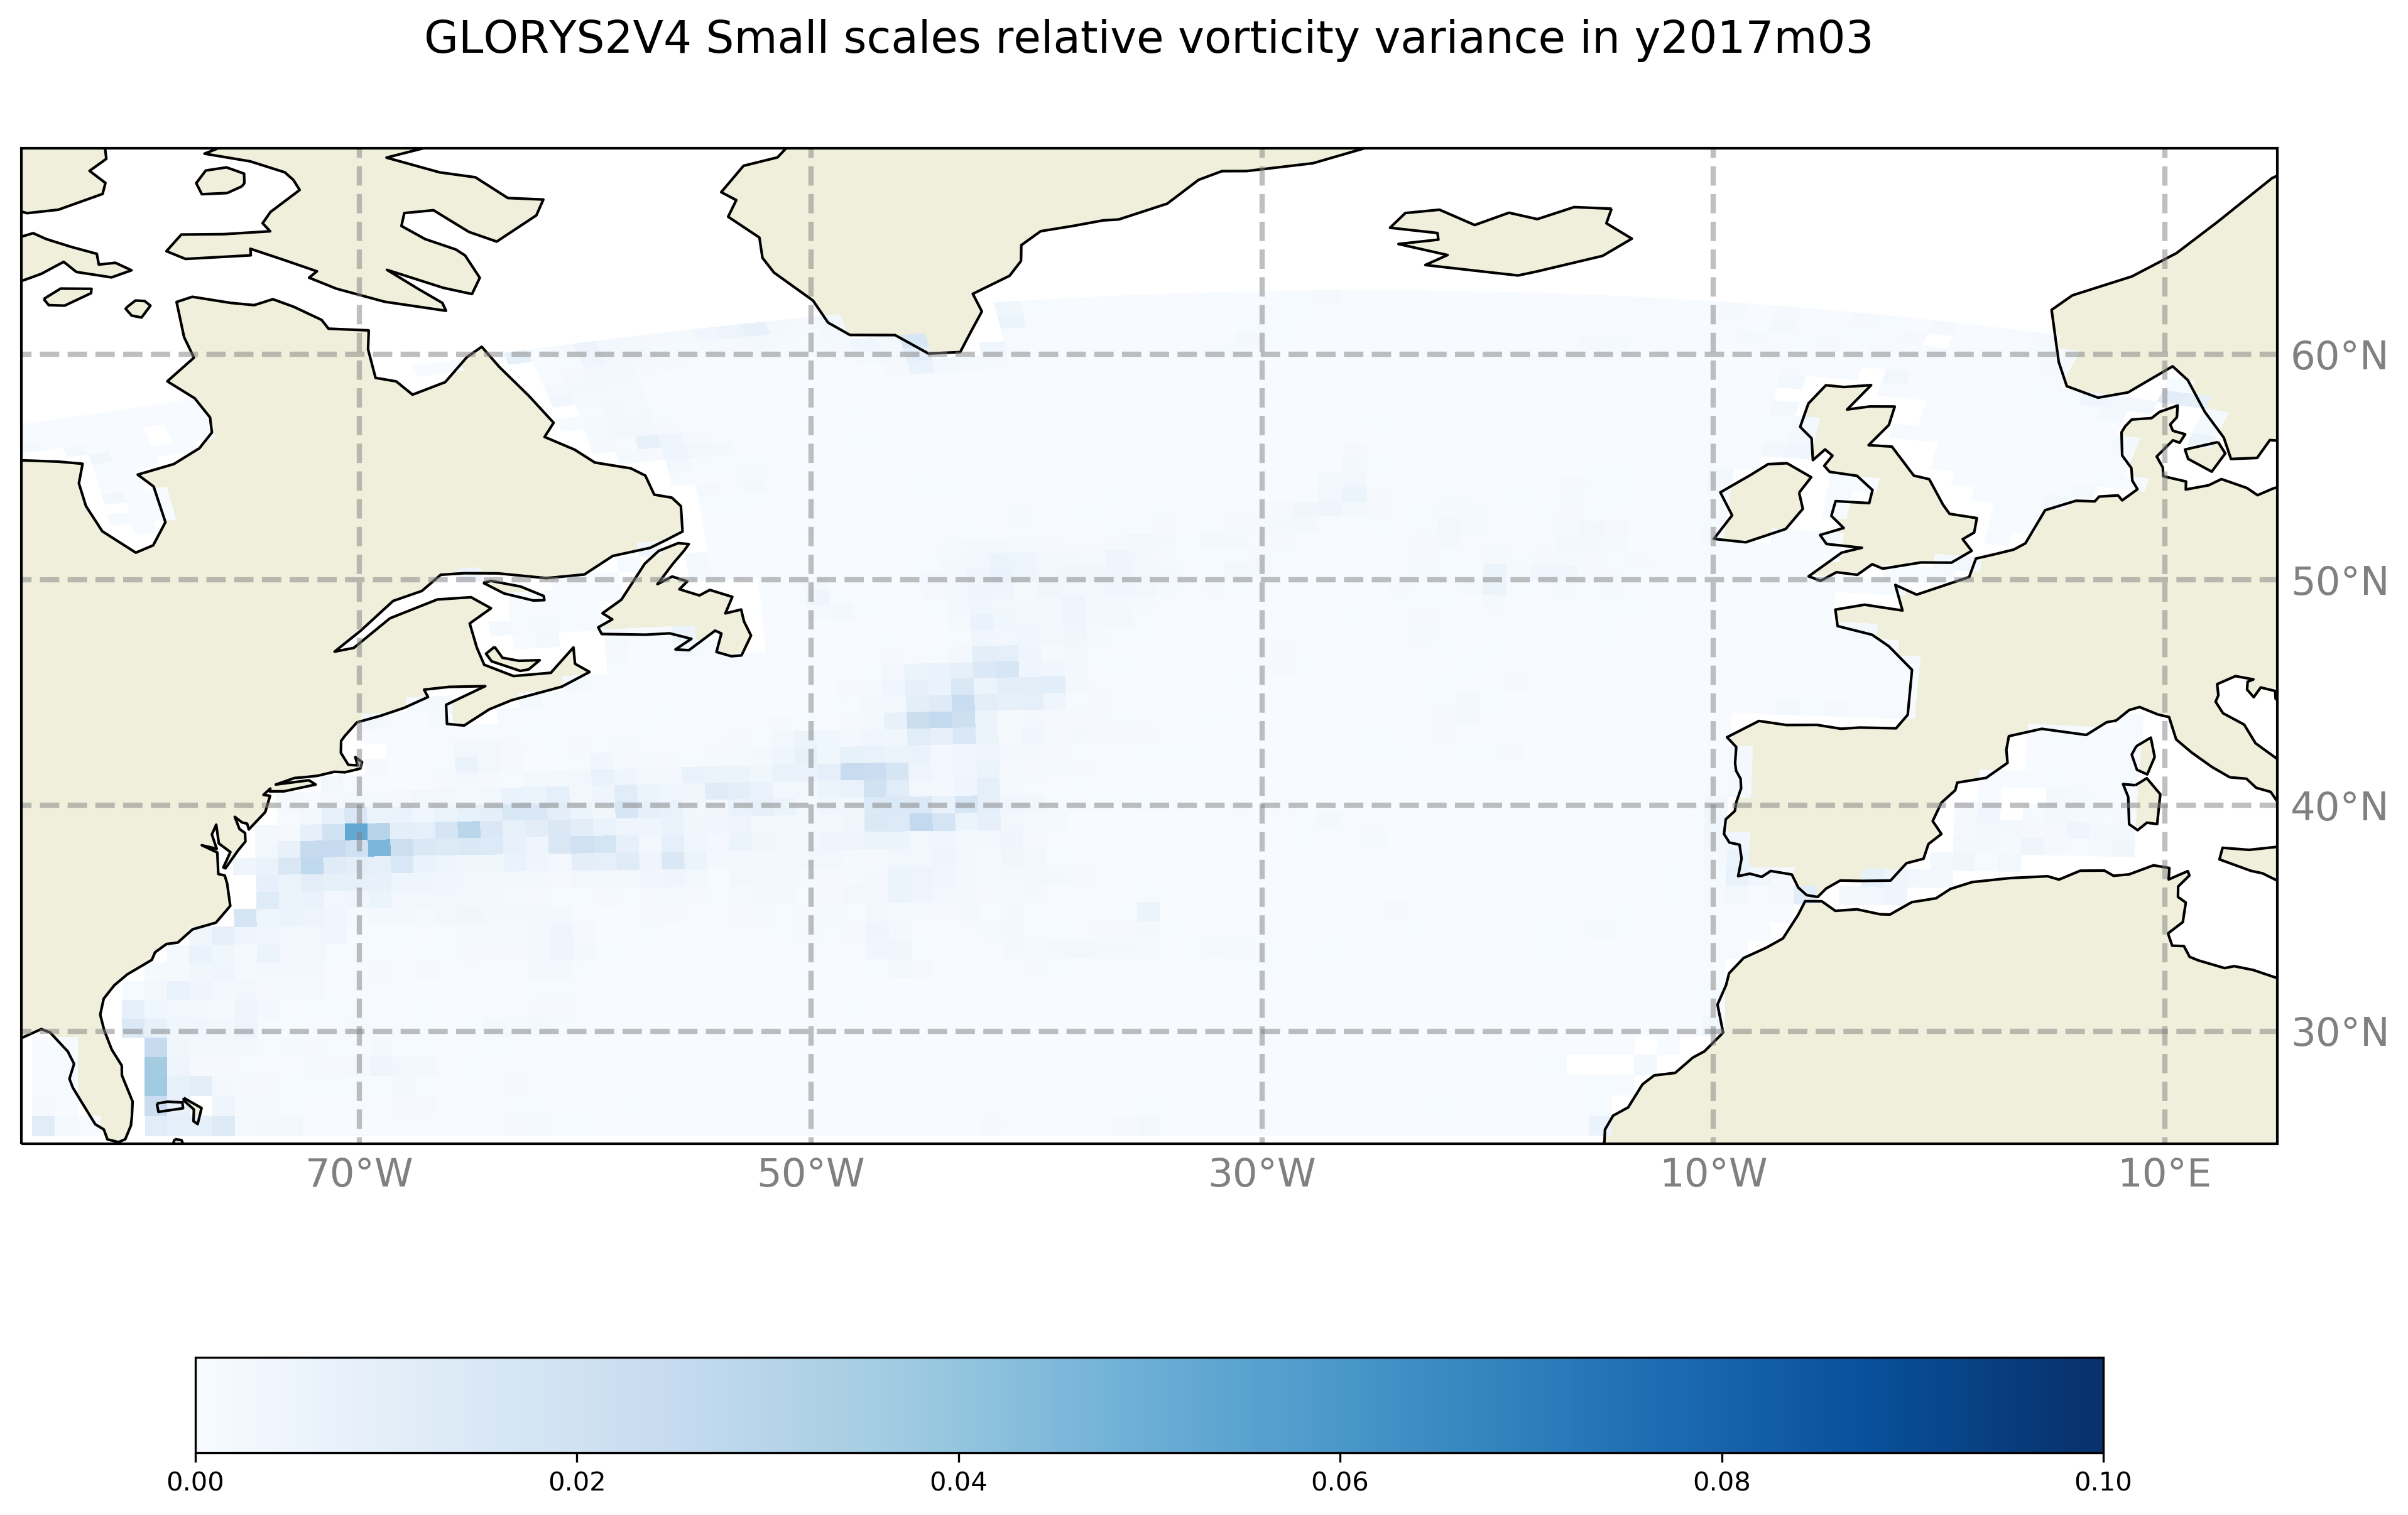 GLORYS2V4 Small scales relative vorticity variance in y2017m03
60°N
50°N
40°N
30°N
70°W 50°W 30°W 10°W 10°E
0.00 0.02 0.04 0.06 0.08 0.10